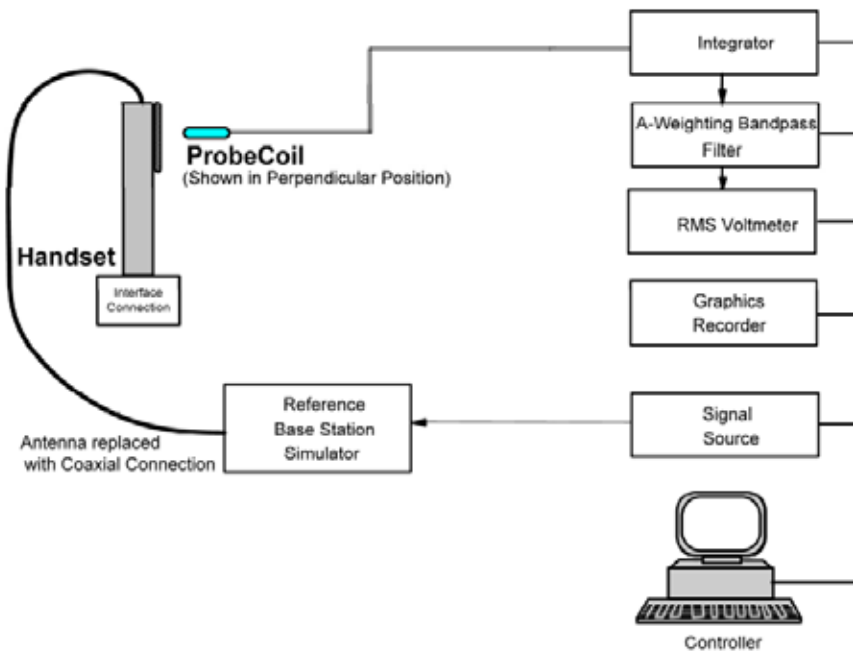 Integrator
A-Weighting Bandpass
Filter
RMS Voltmeter
Graphics
Recorder
Signal
Source
Controller
ProbeCoil
(Shown in Perpendicular Position)
Handset
Interface
Connection
Reference
Base Station
Simulator
Antenna replaced
with Coaxial Connection